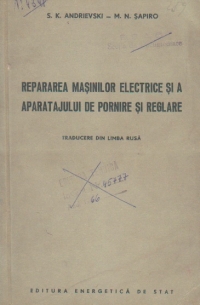 S. K. ANDRIEVSKI — M. N. SAPIRO
REPARAREA MAȘINILOR ELECTRICE ȘI A
APARATAJULUI DE PORNIRE ȘI REGLARE
TRADUCERE DIN LIMBA RUSĂ
EDITURA ENERGETICĂ DE STAT